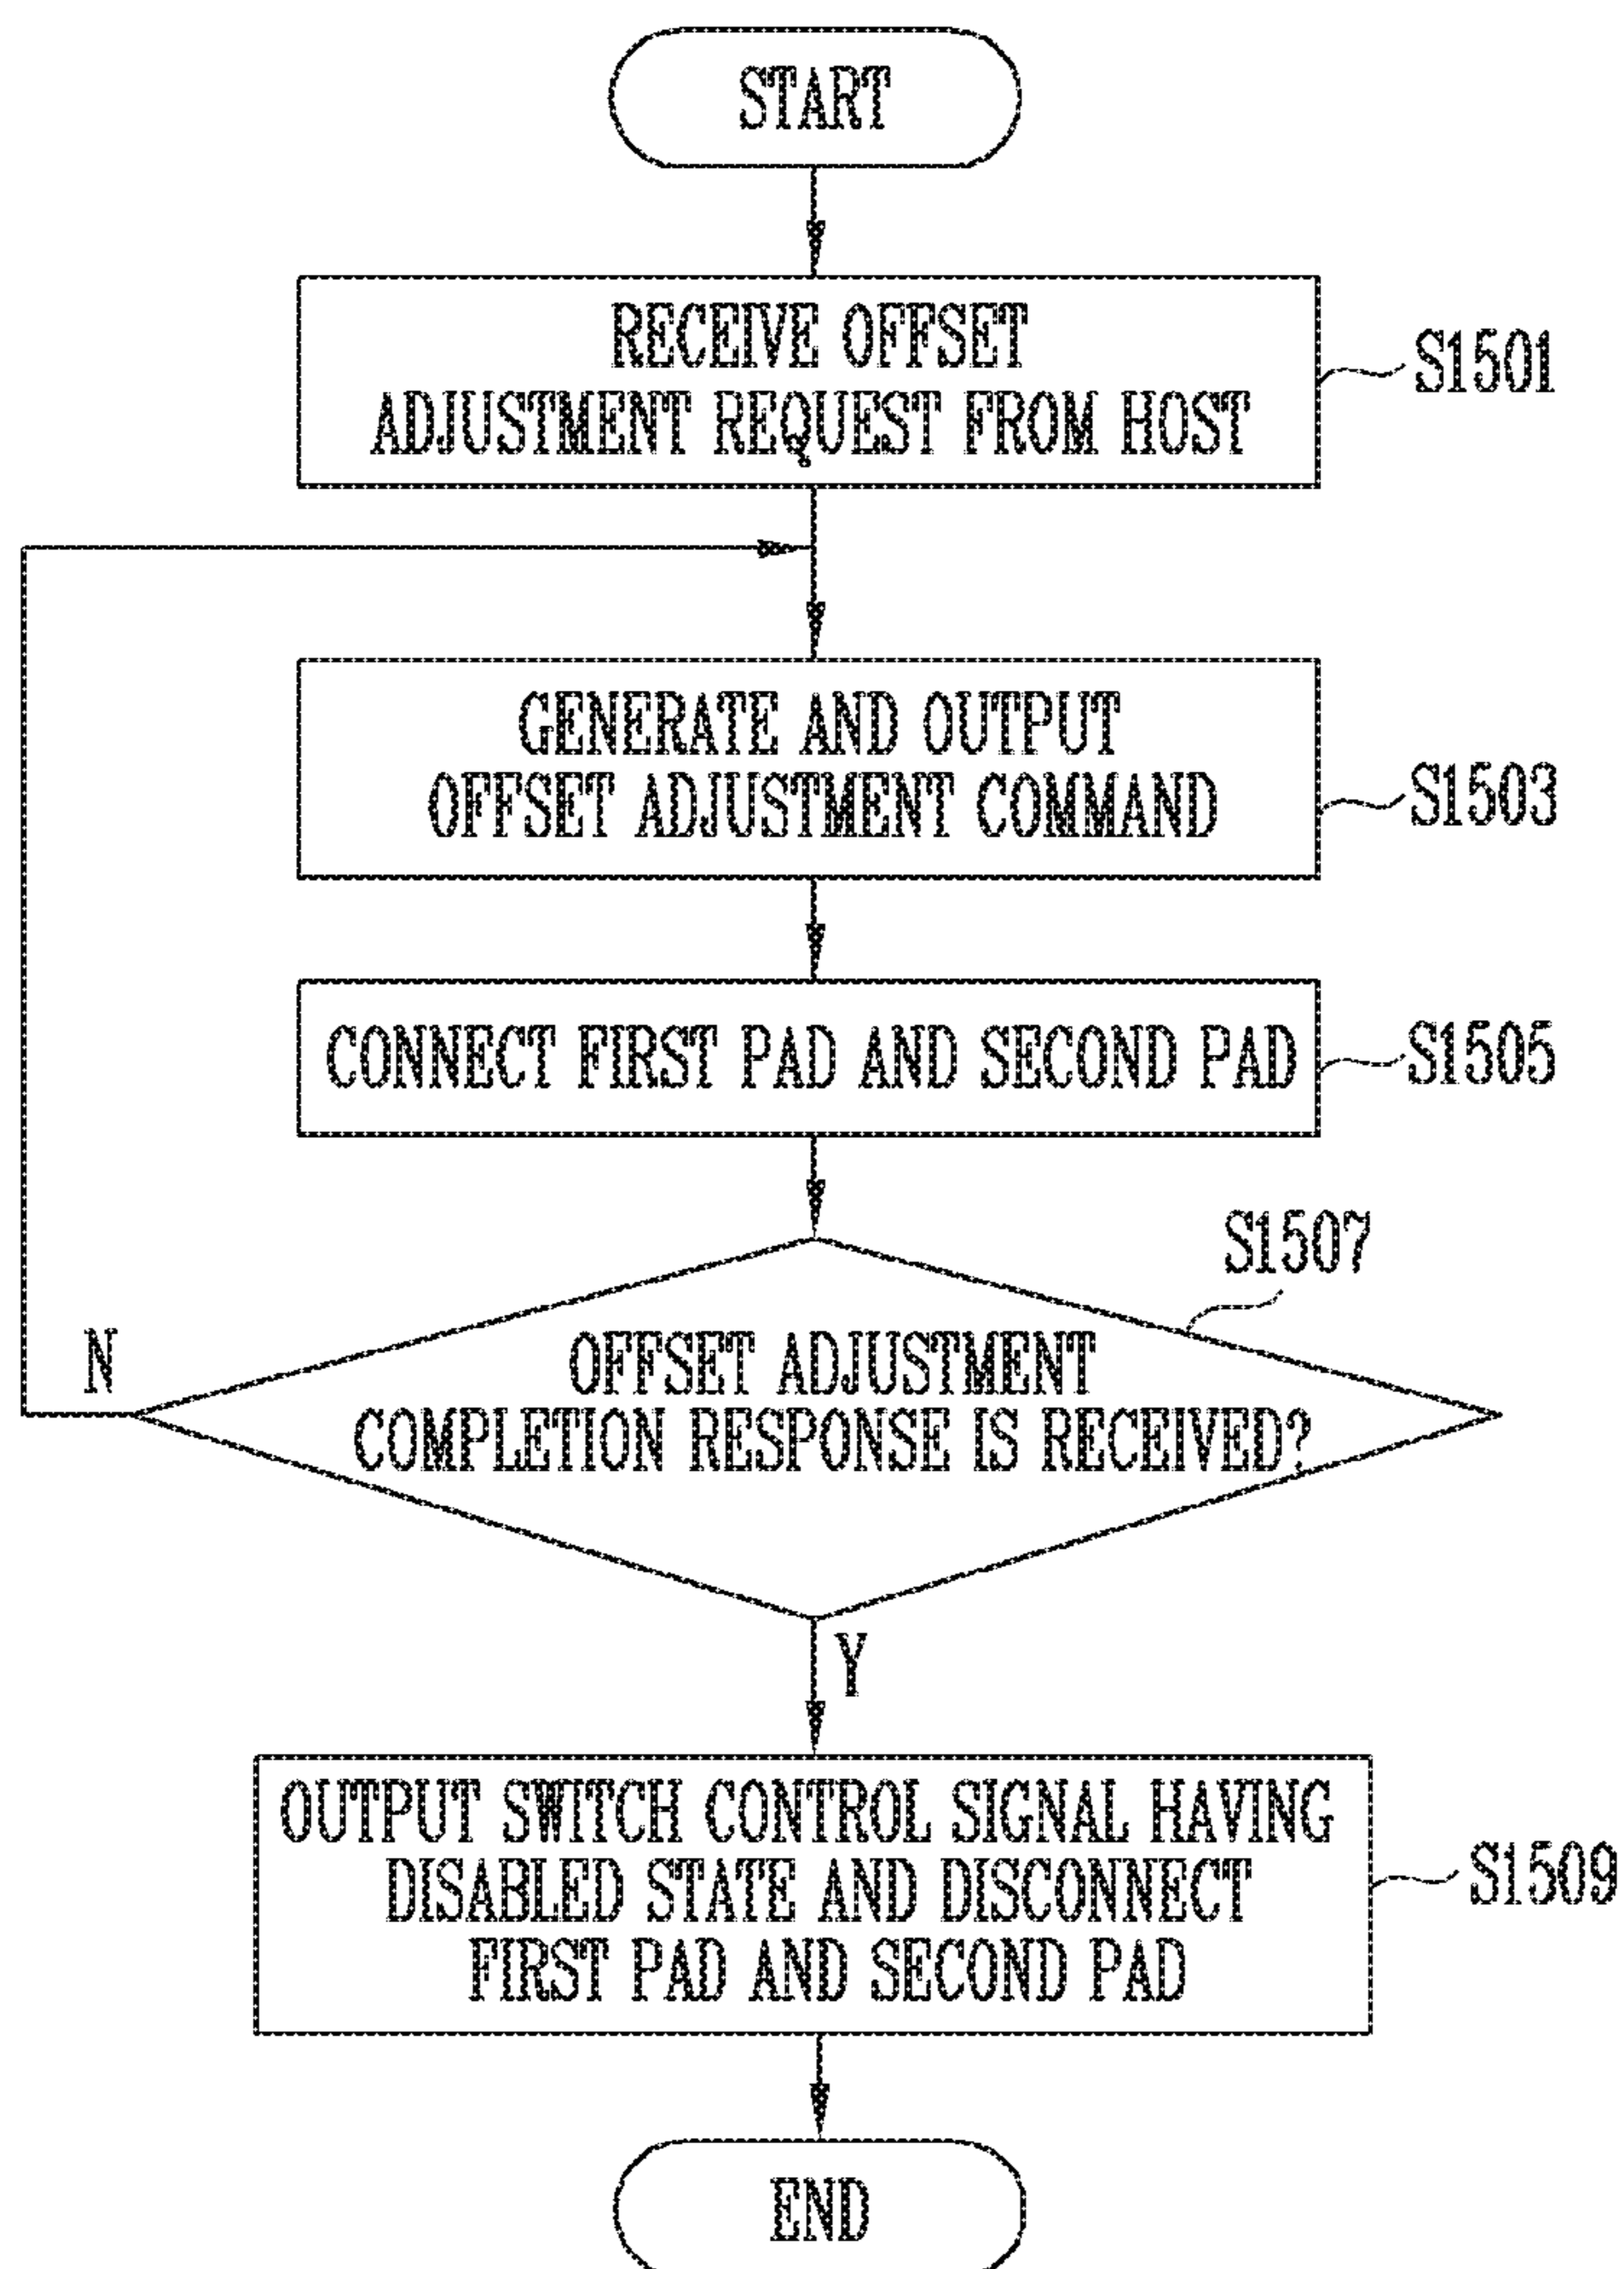 START
RECEIVE OFFSET
ADJUSTMENT REQUEST FROM HOST
S1501
GENERATE AND OUTPUT
OFFSET ADJUSTMENT COMMAND
S1503
CONNECT FIRST PAD AND SECOND PAD
S1505
S1507
OFFSET ADJUSTMENT
COMPLETION RESPONSE IS RECEIVED?
N
Y
OUTPUT SWITCH CONTROL SIGNAL HAVING
DISABLED STATE AND DISCONNECT
FIRST PAD AND SECOND PAD
S1509
END